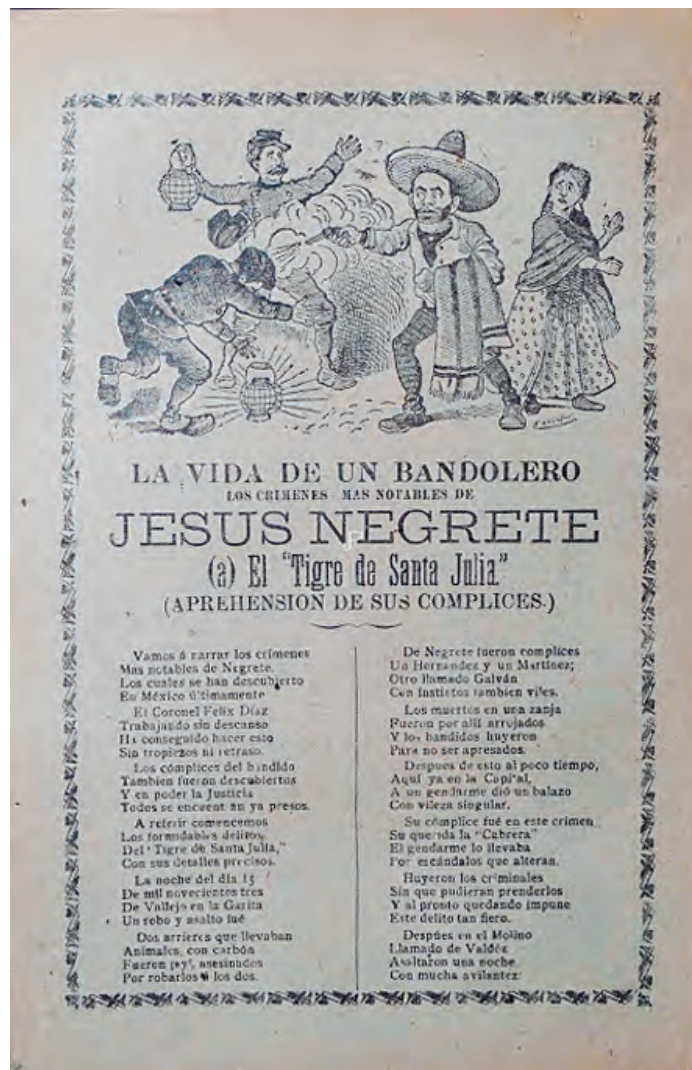 LA VIDA DE UN BANDOLERO
LOS CRIMENES MAS NOTABLES DE
JESUS NEGRETE
(a) El "Tigre de Santa Julia"
(APREHENSION DE SUS COMPLICES.)
Vamos á narrar los crímenes
Mas notables de Negrete.
Los cuales se han descubierto
En México últimamente
El Coronel Felix Díaz
Trabajando sin descanso
Ha conseguido hacer esto
Sin tropiezos ni retraso.
Los cómplices del bandido
Tambien fueron descubiertos
Y en poder la Justicia
Todos se encuent an ya presos.
A referir comencemos
Los formidables delitos,
Del "Tigre de Santa Julia,"
Con sus detalles precisos.
La noche del día 15
De mil novecientos tres
De Vallejo en la Garita
Un robo y asalto fué
Dos arrieros que llevaban
Animales, con carbón
Fueron ¡ay!, asesinados
Por robarlos á los dos.
De Negrete fueron complices
Un Hernández y un Martínez;
Otro llamado Galván
Con instintos tambien viles.
Los muertos en una zanja
Fueron por allí arrojados
Y los bandidos huyeron
Para no ser apresados.
Despues de esto al poco tiempo,
Aquí ya en la Capital,
A un gendarme dió un balazo
Con vileza singular.
Su cómplice fué en este crimen
Su querida la "Cabrera"
El gendarme lo llevaba
Por escándalos que alteran.
Huyeron los criminales
Sin que pudieran prenderlos
Y al pronto quedando impune
Este delito tan fiero.
Despúes en el Molino
Llamado de Valdéz
Asaltaron una noche
Con mucha avilantez: